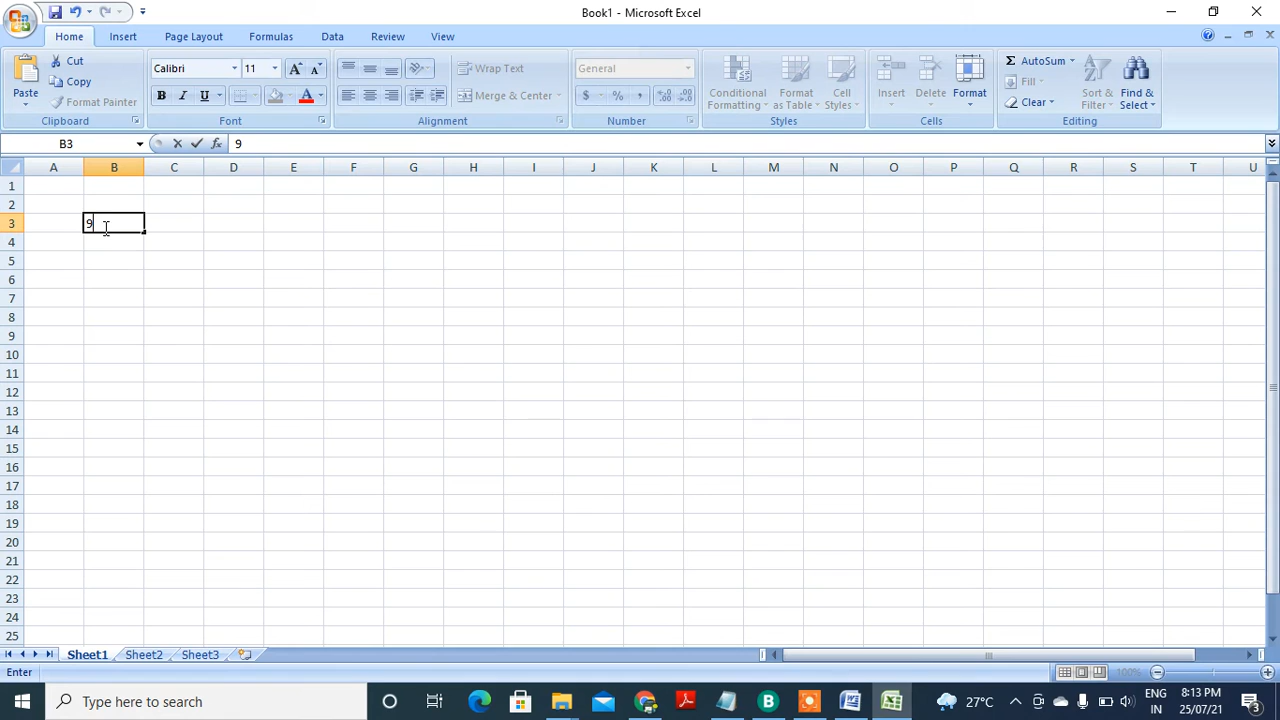 Book1 - Microsoft Excel
Home Insert Page Layout Formulas Data Review View
Paste
Cut
Copy
Format Painter
Clipboard
Calibri 11
B I U
A A
Font
Wrap Text
Merge & Center
Alignment
General
$ % ,
Number
Conditional Formatting
Format as Table
Cell Styles
Styles
Insert Delete Format
Cells
Σ AutoSum
Fill
Clear
Sort & Filter
Find & Select
Editing
B3 fx 9
A B C D E F G H I J K L M N O P Q R S T U
1
2
3 9
4
5
6
7
8
9
10
11
12
13
14
15
16
17
18
19
20
21
22
23
24
25
Sheet1 Sheet2 Sheet3
Enter 100%
Type here to search
27°C
ENG
IN
8:13 PM
25/07/21
3